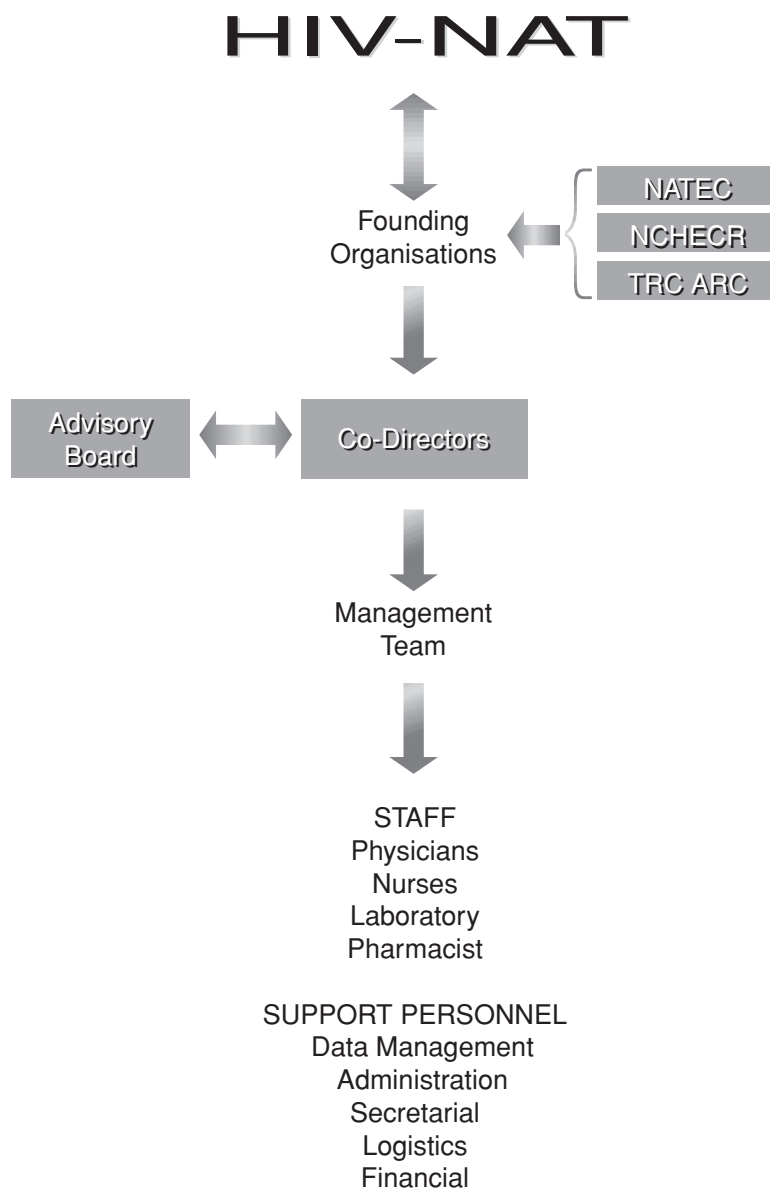 HIV-NAT
Founding
Organisations
NATEC
NCHECR
TRC ARC
Advisory
Board
Co-Directors
Management
Team
STAFF
Physicians
Nurses
Laboratory
Pharmacist
SUPPORT PERSONNEL
Data Management
Administration
Secretarial
Logistics
Financial